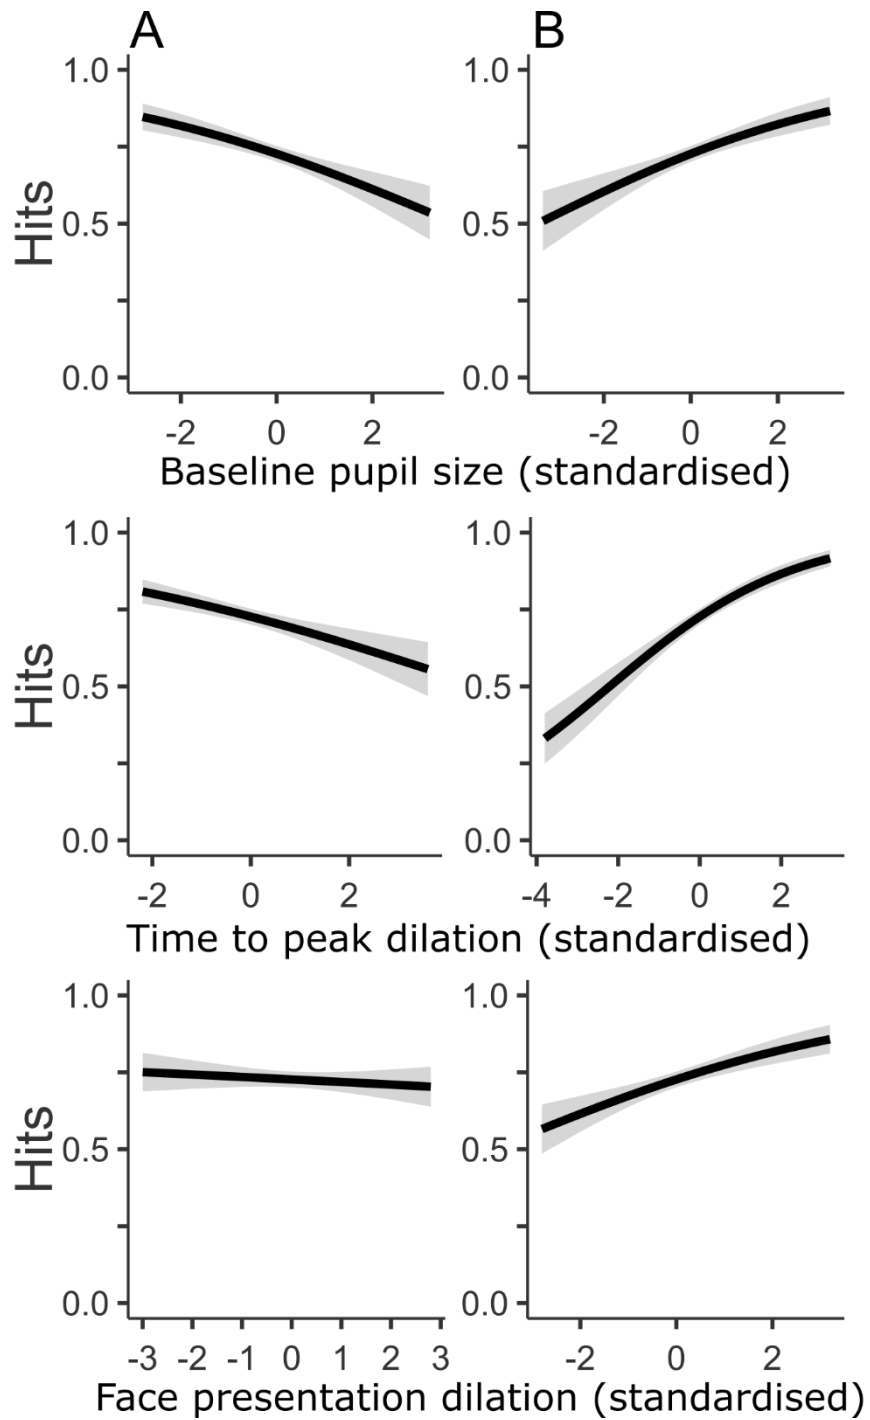 A B
1.0 1.0
Hits
0.5 0.5
0.0 0.0
-2 0 2 -2 0 2
Baseline pupil size (standardised)
1.0 1.0
Hits
0.5 0.5
0.0 0.0
-2 0 2 -4 -2 0 2
Time to peak dilation (standardised)
1.0 1.0
Hits
0.5 0.5
0.0 0.0
-3 -2 -1 0 1 2 3 -2 0 2
Face presentation dilation (standardised)